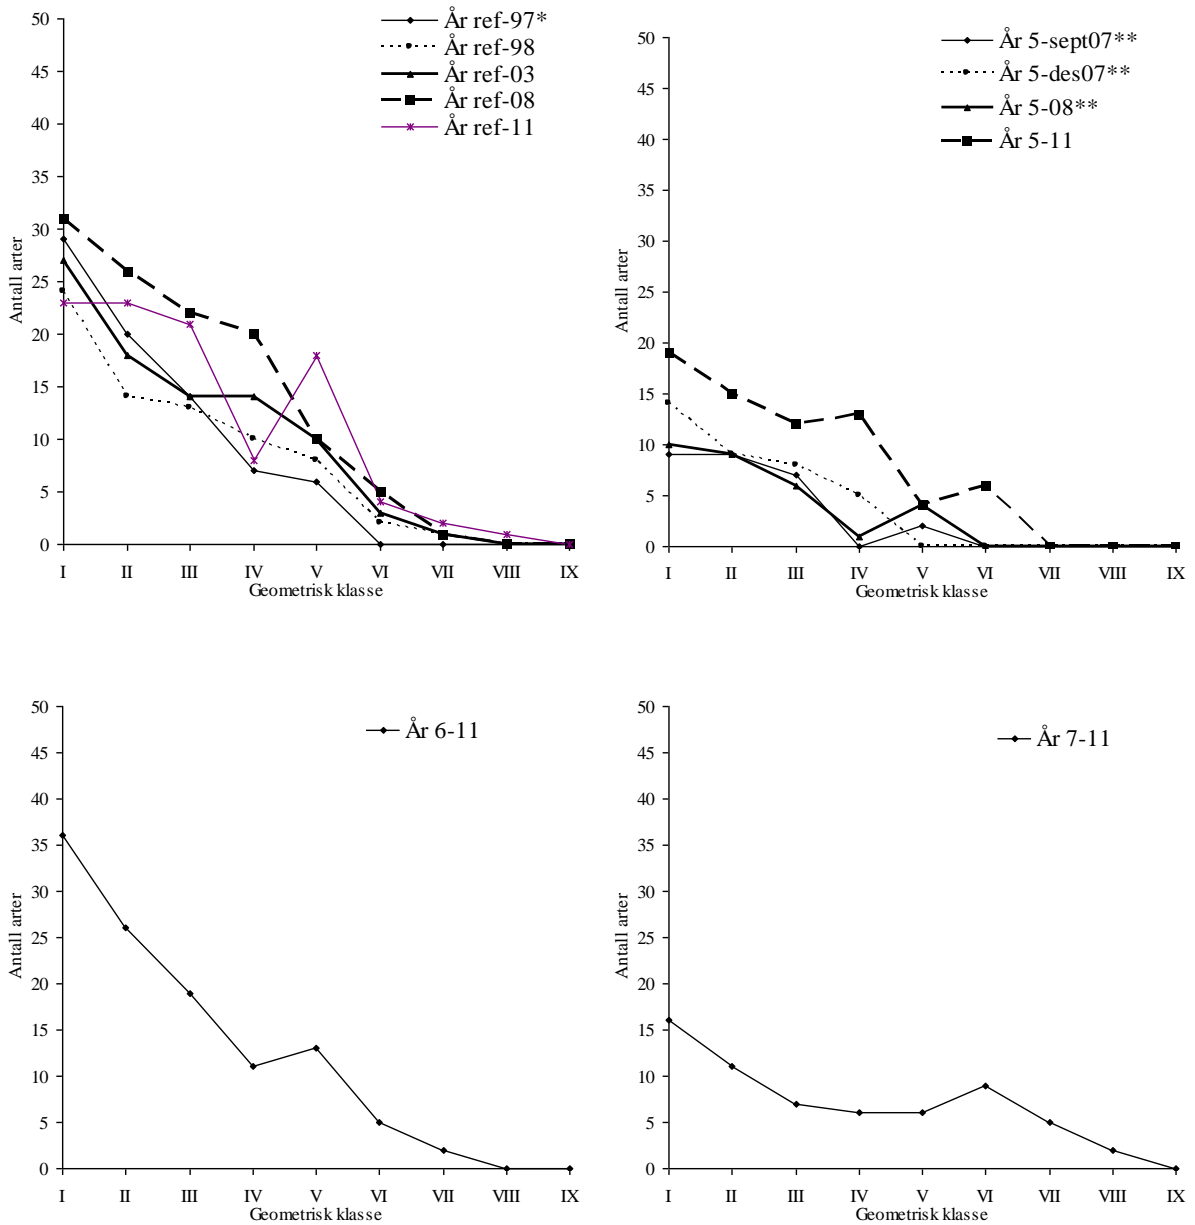 År ref-97*
År ref-98
År ref-03
År ref-08
År ref-11
50
45
40
35
30
25
20
15
10
5
0
Antall arter
I II III IV V VI VII VIII IX
Geometrisk klasse
År 5-sept07**
År 5-des07**
År 5-08**
År 5-11
50
45
40
35
30
25
20
15
10
5
0
Antall arter
I II III IV V VI VII VIII IX
Geometrisk klasse
År 6-11
50
45
40
35
30
25
20
15
10
5
0
Antall arter
I II III IV V VI VII VIII IX
Geometrisk klasse
År 7-11
50
45
40
35
30
25
20
15
10
5
0
Antall arter
I II III IV V VI VII VIII IX
Geometrisk klasse